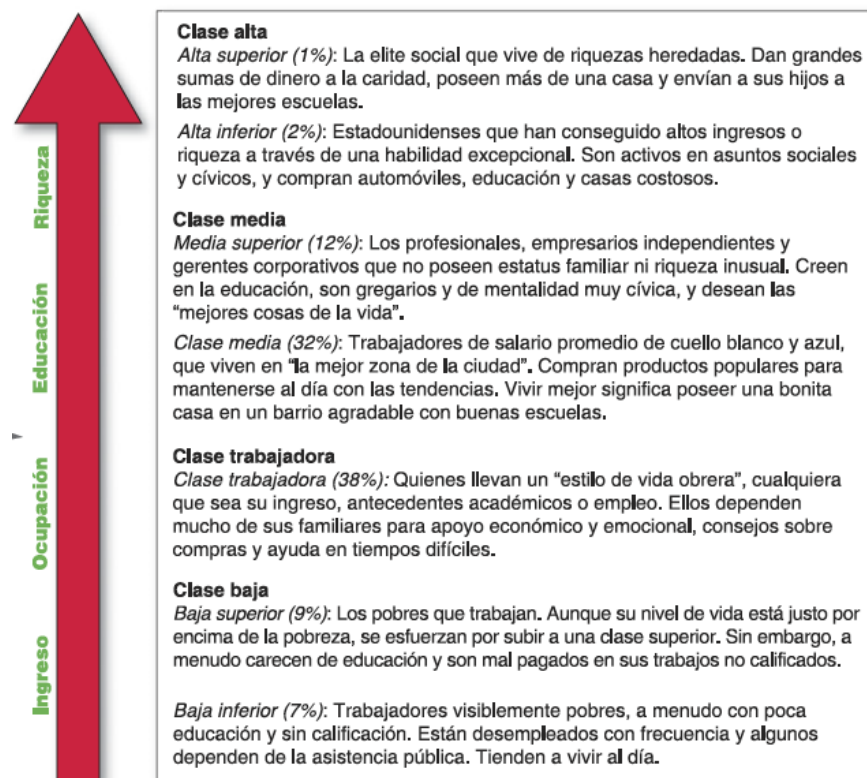 Clase alta
Alta superior (1%): La elite social que vive de riquezas heredadas. Dan grandes
sumas de dinero a la caridad, poseen más de una casa y envían a sus hijos a
las mejores escuelas.
Alta inferior (2%): Estadounidenses que han conseguido altos ingresos o
riqueza a través de una habilidad excepcional. Son activos en asuntos sociales
y cívicos, y compran automóviles, educación y casas costosos.
Clase media
Media superior (12%): Los profesionales, empresarios independientes y
gerentes corporativos que no poseen estatus familiar ni riqueza inusual. Creen
en la educación, son gregarios y de mentalidad muy cívica, y desean las
“mejores cosas de la vida”.
Clase media (32%): Trabajadores de salario promedio de cuello blanco y azul,
que viven en “la mejor zona de la ciudad”. Compran productos populares para
mantenerse al día con las tendencias. Vivir mejor significa poseer una bonita
casa en un barrio agradable con buenas escuelas.
Clase trabajadora
Clase trabajadora (38%): Quienes llevan un “estilo de vida obrera”, cualquiera
que sea su ingreso, antecedentes académicos o empleo. Ellos dependen
mucho de sus familiares para apoyo económico y emocional, consejos sobre
compras y ayuda en tiempos difíciles.
Clase baja
Baja superior (9%): Los pobres que trabajan. Aunque su nivel de vida está justo por
encima de la pobreza, se esfuerzan por subir a una clase superior. Sin embargo, a
menudo carecen de educación y son mal pagados en sus trabajos no calificados.
Baja inferior (7%): Trabajadores visiblemente pobres, a menudo con poca
educación y sin calificación. Están desempleados con frecuencia y algunos
dependen de la asistencia pública. Tienden a vivir al día.
Riqueza
Educación
Ocupación
Ingreso